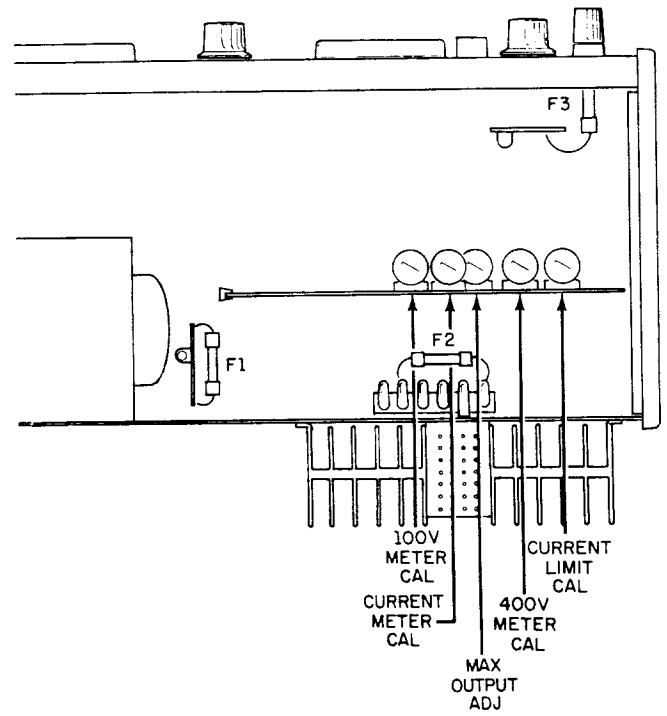 F3
F2
F1
100V
METER
CAL
CURRENT
METER
CAL
MAX
OUTPUT
ADJ
400V
METER
CAL
CURRENT
LIMIT
CAL